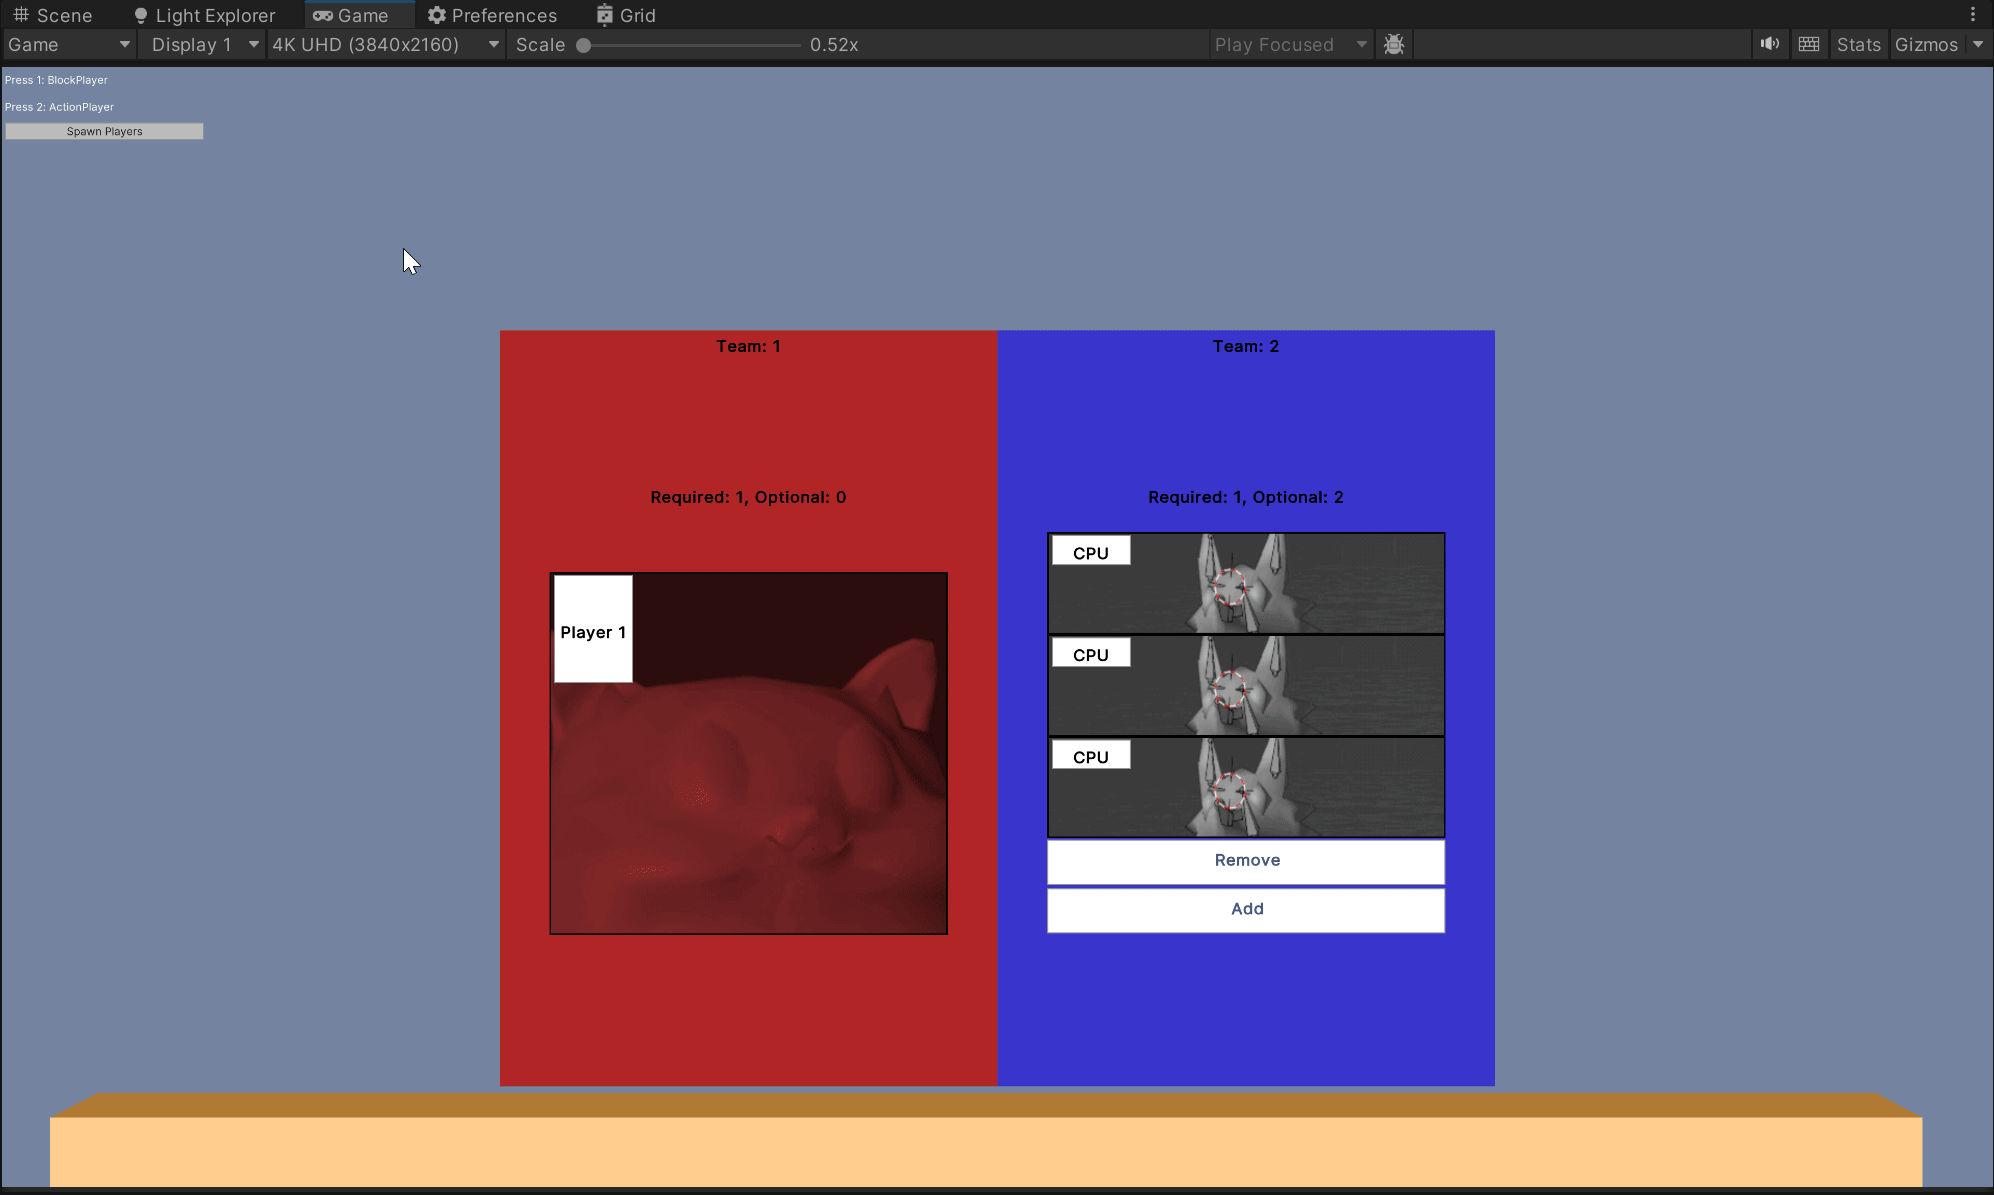 Scene Light Explorer Game Preferences Grid
Game Display 1 4K UHD (3840x2160) Scale 0.52x Play Focused Stats Gizmos
Press 1: BlockPlayer
Press 2: ActionPlayer
Spawn Players
Team: 1
Required: 1, Optional: 0
Player 1
Team: 2
Required: 1, Optional: 2
CPU
CPU
CPU
Remove
Add